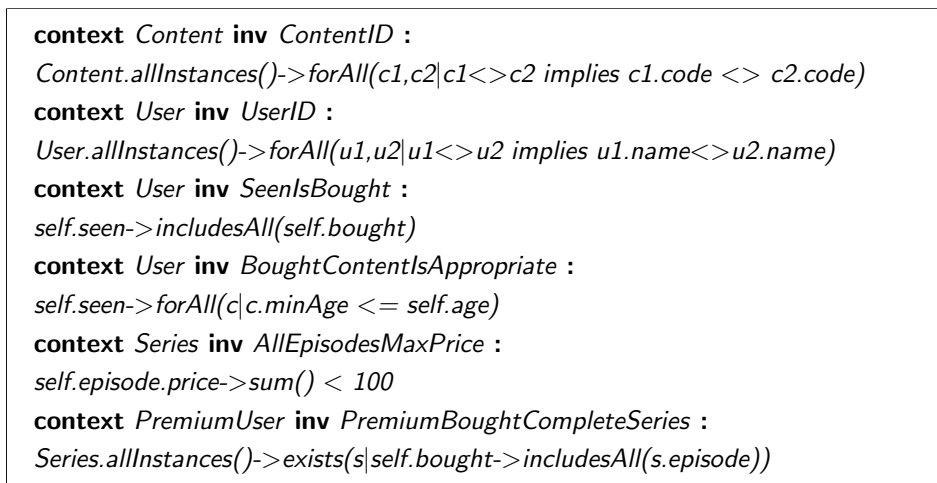 context Content inv ContentID :
Content.allInstances()->forAll(c1,c2|c1<>c2 implies c1.code <> c2.code)
context User inv UserID :
User.allInstances()->forAll(u1,u2|u1<>u2 implies u1.name<>u2.name)
context User inv SeenIsBought :
self.seen->includesAll(self.bought)
context User inv BoughtContentIsAppropriate :
self.seen->forAll(c|c.minAge <= self.age)
context Series inv AllEpisodesMaxPrice :
self.episode.price->sum() < 100
context PremiumUser inv PremiumBoughtCompleteSeries :
Series.allInstances()->exists(s|self.bought->includesAll(s.episode))